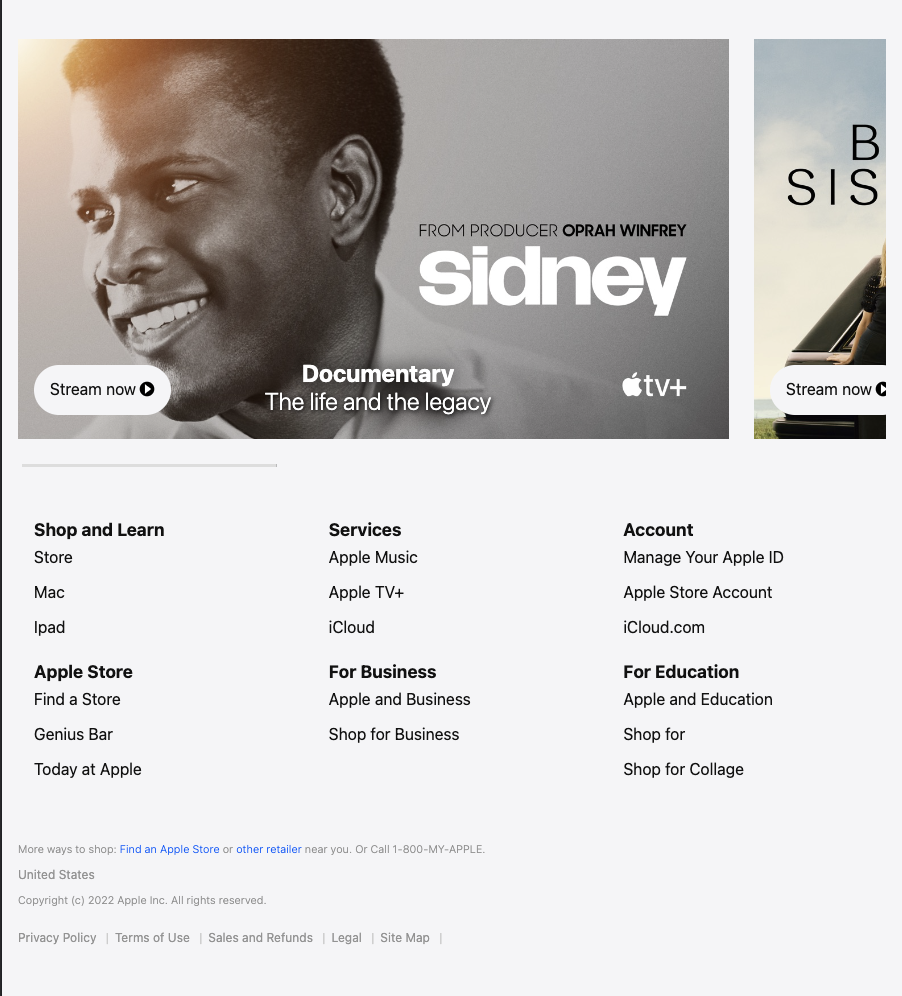 FROM PRODUCER OPRAH WINFREY
Sidney
Documentary
The life and the legacy
Stream now
tv+
B
SIS
Stream now
Shop and Learn
Store
Mac
Ipad
Services
Apple Music
Apple TV+
iCloud
Account
Manage Your Apple ID
Apple Store Account
iCloud.com
Apple Store
Find a Store
Genius Bar
Today at Apple
For Business
Apple and Business
Shop for Business
For Education
Apple and Education
Shop for
Shop for Collage
More ways to shop: Find an Apple Store or other retailer near you. Or Call 1-800-MY-APPLE.
United States
Copyright (c) 2022 Apple Inc. All rights reserved.
Privacy Policy | Terms of Use | Sales and Refunds | Legal | Site Map |